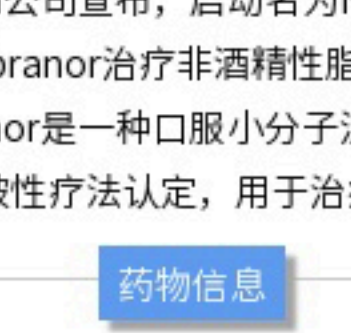 公司宣布，启动名为
branor治疗非酒精性脂
nor是一种口服小分子
性疗法认定，用于治
药物信息